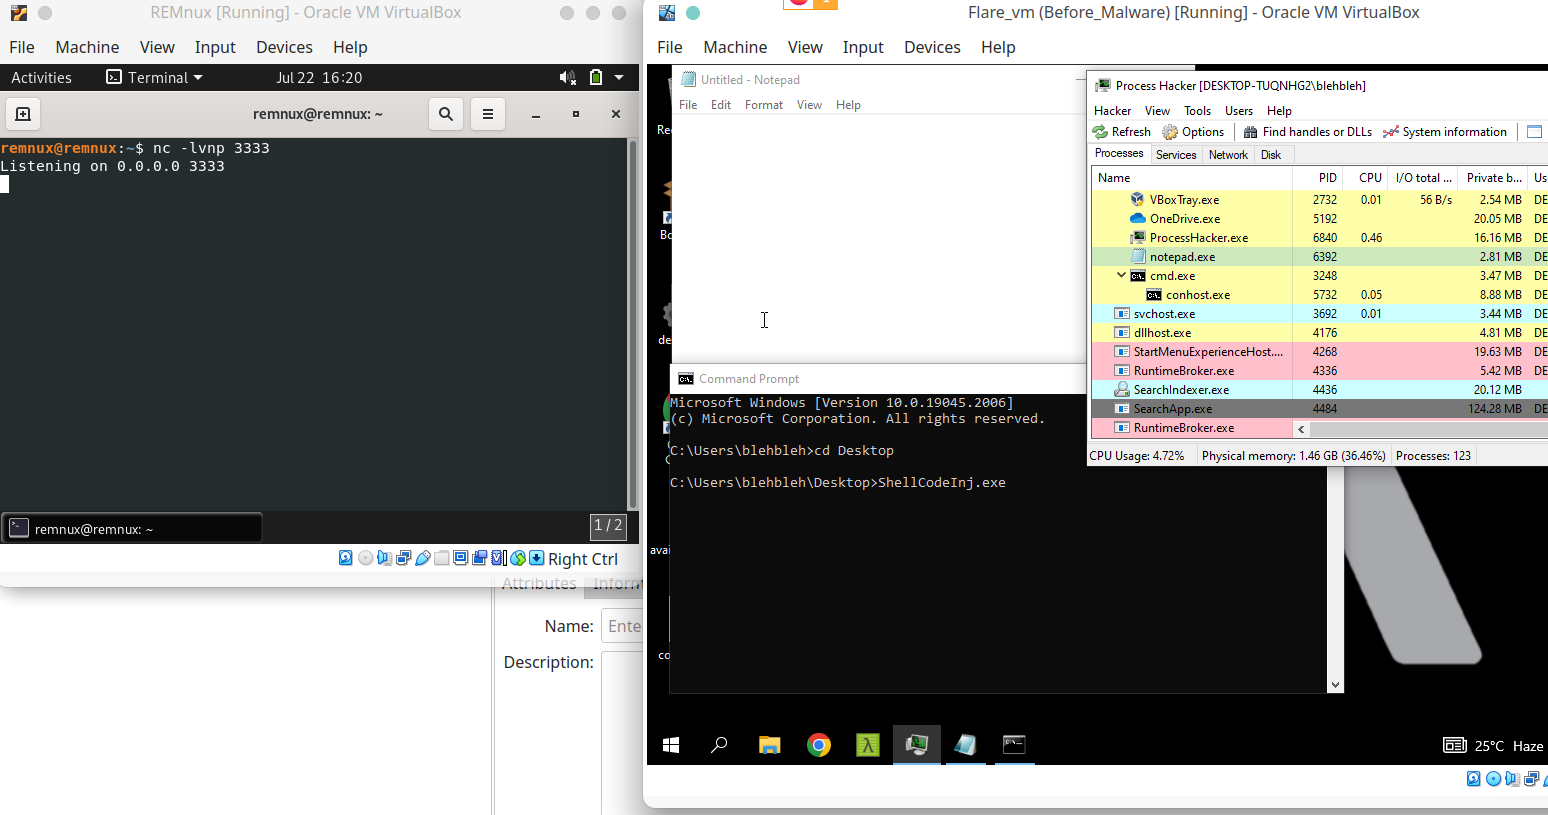 REMnux [Running] - Oracle VM VirtualBox
File Machine View Input Devices Help
Activities Terminal Jul 22 16:20
remnux@remnux: ~
remnux@remnux:~$ nc -lvnp 3333
Listening on 0.0.0.0 3333
remnux@remnux: ~
1 / 2
Right Ctrl
Attributes
Name:
Description:
Flare_vm (Before_Malware) [Running] - Oracle VM VirtualBox
File Machine View Input Devices Help
Untitled - Notepad
File Edit Format View Help
Process Hacker [DESKTOP-TUQNHG2\blehbleh]
Hacker View Tools Users Help
Refresh Options Find handles or DLLs System information
Processes Services Network Disk
Name PID CPU I/O total ... Private b... Us
VBoxTray.exe 2732 0.01 56 B/s 2.54 MB DE
OneDrive.exe 5192 20.05 MB DE
ProcessHacker.exe 6840 0.46 16.16 MB DE
notepad.exe 6392 2.81 MB DE
cmd.exe 3248 3.47 MB DE
conhost.exe 5732 0.05 8.88 MB DE
svchost.exe 3692 0.01 3.44 MB DE
dllhost.exe 4176 4.81 MB DE
StartMenuExperienceHost.... 4268 19.63 MB DE
RuntimeBroker.exe 4336 5.42 MB DE
SearchIndexer.exe 4436 20.12 MB
SearchApp.exe 4484 124.28 MB DE
RuntimeBroker.exe
CPU Usage: 4.72% Physical memory: 1.46 GB (36.46%) Processes: 123
Command Prompt
Microsoft Windows [Version 10.0.19045.2006]
(c) Microsoft Corporation. All rights reserved.
C:\Users\blehbleh>cd Desktop
C:\Users\blehbleh\Desktop>ShellCodeInj.exe
25°C Haze